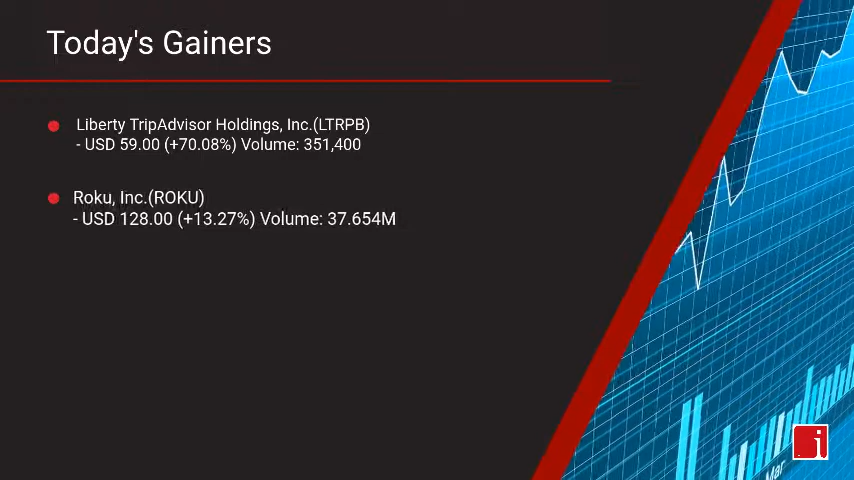 Today's Gainers
Liberty TripAdvisor Holdings, Inc.(LTRPB)
- USD 59.00 (+70.08%) Volume: 351,400
Roku, Inc.(ROKU)
- USD 128.00 (+13.27%) Volume: 37.654M
Mar
i